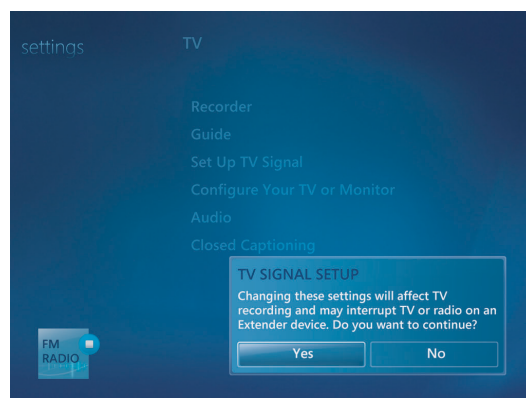 settings
TV
Recorder
Guide
Set Up TV Signal
Configure Your TV or Monitor
Audio
Closed Captioning
TV SIGNAL SETUP
Changing these settings will affect TV
recording and may interrupt TV or radio on an
Extender device. Do you want to continue?
Yes
No
FM
RADIO